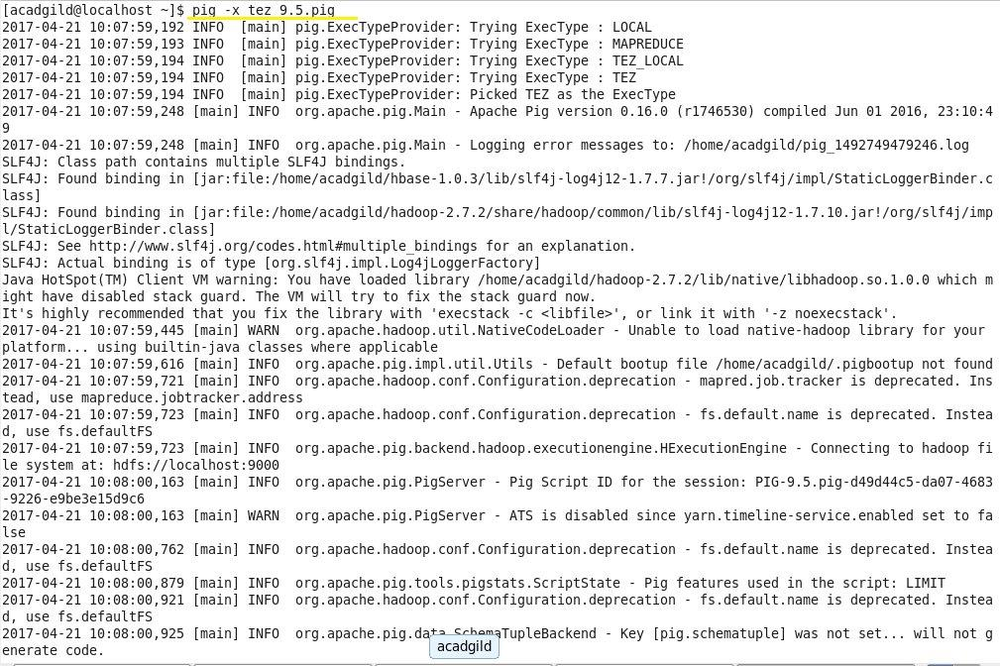 [acadgild@localhost ~]$ pig -x tez 9.5.pig
2017-04-21 10:07:59,192 INFO  [main] pig.ExecTypeProvider: Trying ExecType : LOCAL
2017-04-21 10:07:59,193 INFO  [main] pig.ExecTypeProvider: Trying ExecType : MAPREDUCE
2017-04-21 10:07:59,194 INFO  [main] pig.ExecTypeProvider: Trying ExecType : TEZ_LOCAL
2017-04-21 10:07:59,194 INFO  [main] pig.ExecTypeProvider: Trying ExecType : TEZ
2017-04-21 10:07:59,194 INFO  [main] pig.ExecTypeProvider: Picked TEZ as the ExecType
2017-04-21 10:07:59,248 [main] INFO  org.apache.pig.Main - Apache Pig version 0.16.0 (r1746530) compiled Jun 01 2016, 23:10:4
9
2017-04-21 10:07:59,248 [main] INFO  org.apache.pig.Main - Logging error messages to: /home/acadgild/pig_1492749479246.log
SLF4J: Class path contains multiple SLF4J bindings.
SLF4J: Found binding in [jar:file:/home/acadgild/hbase-1.0.3/lib/slf4j-log4j12-1.7.7.jar!/org/slf4j/impl/StaticLoggerBinder.c
lass]
SLF4J: Found binding in [jar:file:/home/acadgild/hadoop-2.7.2/share/hadoop/common/lib/slf4j-log4j12-1.7.10.jar!/org/slf4j/imp
l/StaticLoggerBinder.class]
SLF4J: See http://www.slf4j.org/codes.html#multiple_bindings for an explanation.
SLF4J: Actual binding is of type [org.slf4j.impl.Log4jLoggerFactory]
Java HotSpot(TM) Client VM warning: You have loaded library /home/acadgild/hadoop-2.7.2/lib/native/libhadoop.so.1.0.0 which m
ight have disabled stack guard. The VM will try to fix the stack guard now.
It's highly recommended that you fix the library with 'execstack -c <libfile>', or link it with '-z noexecstack'.
2017-04-21 10:07:59,445 [main] WARN  org.apache.hadoop.util.NativeCodeLoader - Unable to load native-hadoop library for your
platform... using builtin-java classes where applicable
2017-04-21 10:07:59,616 [main] INFO  org.apache.pig.impl.util.Utils - Default bootup file /home/acadgild/.pigbootup not found
2017-04-21 10:07:59,721 [main] INFO  org.apache.hadoop.conf.Configuration.deprecation - mapred.job.tracker is deprecated. Ins
tead, use mapreduce.jobtracker.address
2017-04-21 10:07:59,723 [main] INFO  org.apache.hadoop.conf.Configuration.deprecation - fs.default.name is deprecated. Instea
d, use fs.defaultFS
2017-04-21 10:07:59,723 [main] INFO  org.apache.pig.backend.hadoop.executionengine.HExecutionEngine - Connecting to hadoop fi
le system at: hdfs://localhost:9000
2017-04-21 10:08:00,163 [main] INFO  org.apache.pig.PigServer - Pig Script ID for the session: PIG-9.5.pig-d49d44c5-da07-4683
-9226-e9be3e15d9c6
2017-04-21 10:08:00,163 [main] WARN  org.apache.pig.PigServer - ATS is disabled since yarn.timeline-service.enabled set to fa
lse
2017-04-21 10:08:00,762 [main] INFO  org.apache.hadoop.conf.Configuration.deprecation - fs.default.name is deprecated. Instea
d, use fs.defaultFS
2017-04-21 10:08:00,879 [main] INFO  org.apache.pig.tools.pigstats.ScriptState - Pig features used in the script: LIMIT
2017-04-21 10:08:00,921 [main] INFO  org.apache.hadoop.conf.Configuration.deprecation - fs.default.name is deprecated. Instea
d, use fs.defaultFS
2017-04-21 10:08:00,925 [main] INFO  org.apache.pig.data.SchemaTupleBackend - Key [pig.schematuple] was not set... will not g
enerate code.
acadgild